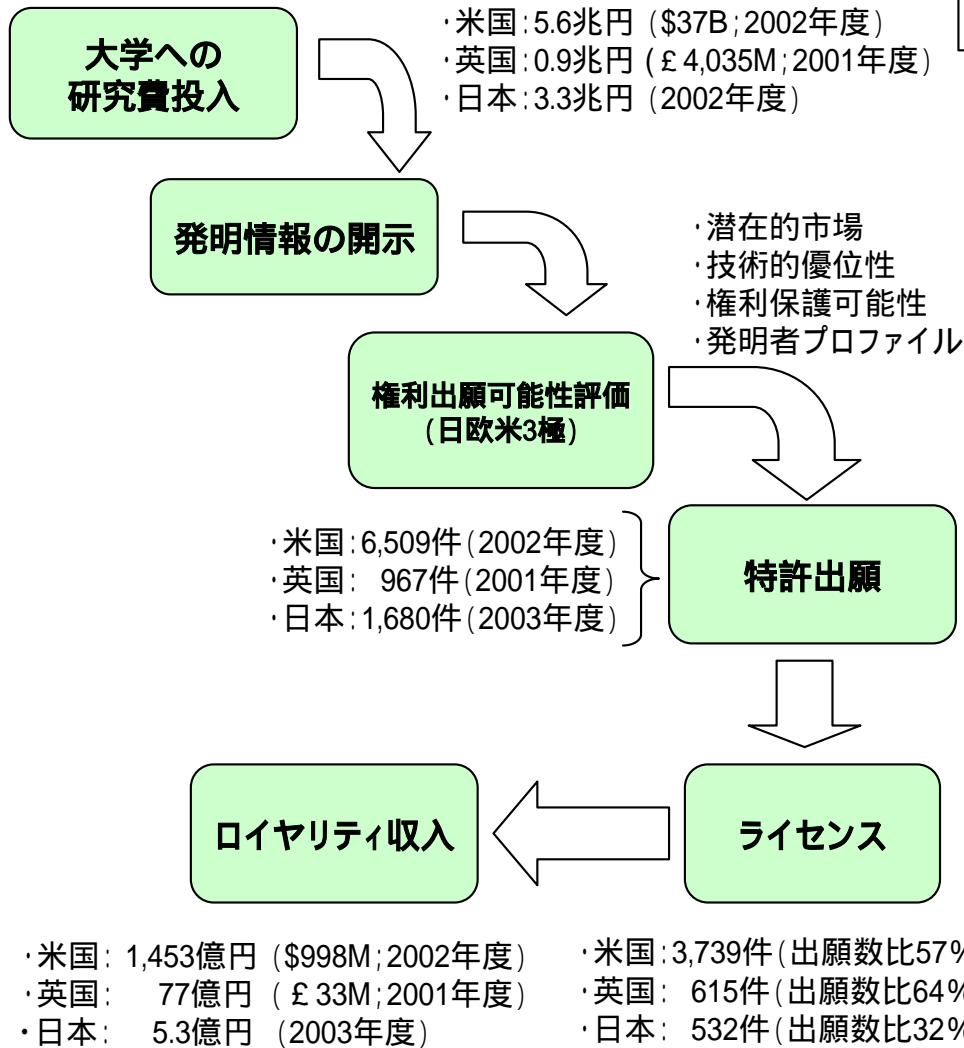 大学への
研究費投入
･米国:5.6兆円 ($37B;2002年度)
･英国:0.9兆円 (£4,035M;2001年度)
･日本:3.3兆円 (2002年度)
発明情報の開示
･潜在的市場
･技術的優位性
･権利保護可能性
･発明者プロファイル
権利出願可能性評価
(日欧米3極)
･米国:6,509件(2002年度)
･英国: 967件(2001年度)
･日本:1,680件(2003年度)
特許出願
ロイヤリティ収入
ライセンス
･米国: 1,453億円 ($998M;2002年度)
･英国: 77億円 (£33M;2001年度)
・日本: 5.3億円 (2003年度)
･米国:3,739件(出願数比57%
･英国: 615件(出願数比64%
･日本: 532件(出願数比32%